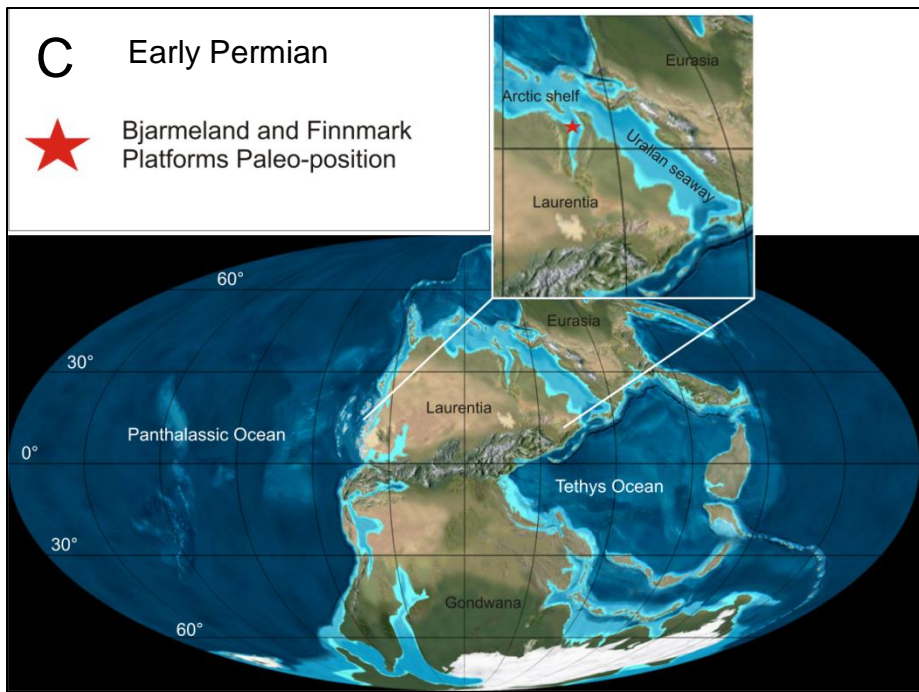 C Early Permian
Bjarmeland and Finnmark
Platforms Paleo-position
Eurasia
Arctic shelf
Uralian seaway
Laurentia
60°
Eurasia
30°
Laurentia
Panthalassic Ocean
0°
Tethys Ocean
30°
Gondwana
60°